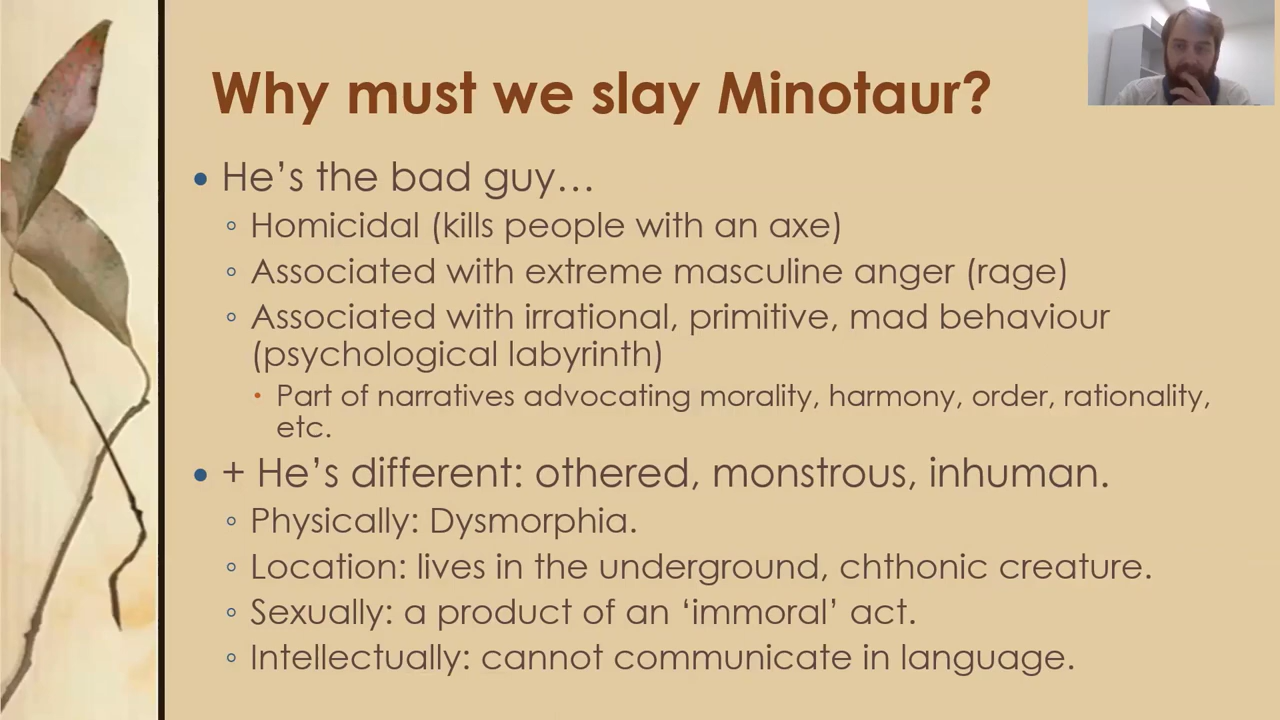 Why must we slay Minotaur?
• He’s the bad guy…
◦ Homicidal (kills people with an axe)
◦ Associated with extreme masculine anger (rage)
◦ Associated with irrational, primitive, mad behaviour
(psychological labyrinth)
• Part of narratives advocating morality, harmony, order, rationality,
etc.
• + He’s different: othered, monstrous, inhuman.
◦ Physically: Dysmorphia.
◦ Location: lives in the underground, chthonic creature.
◦ Sexually: a product of an ‘immoral’ act.
◦ Intellectually: cannot communicate in language.